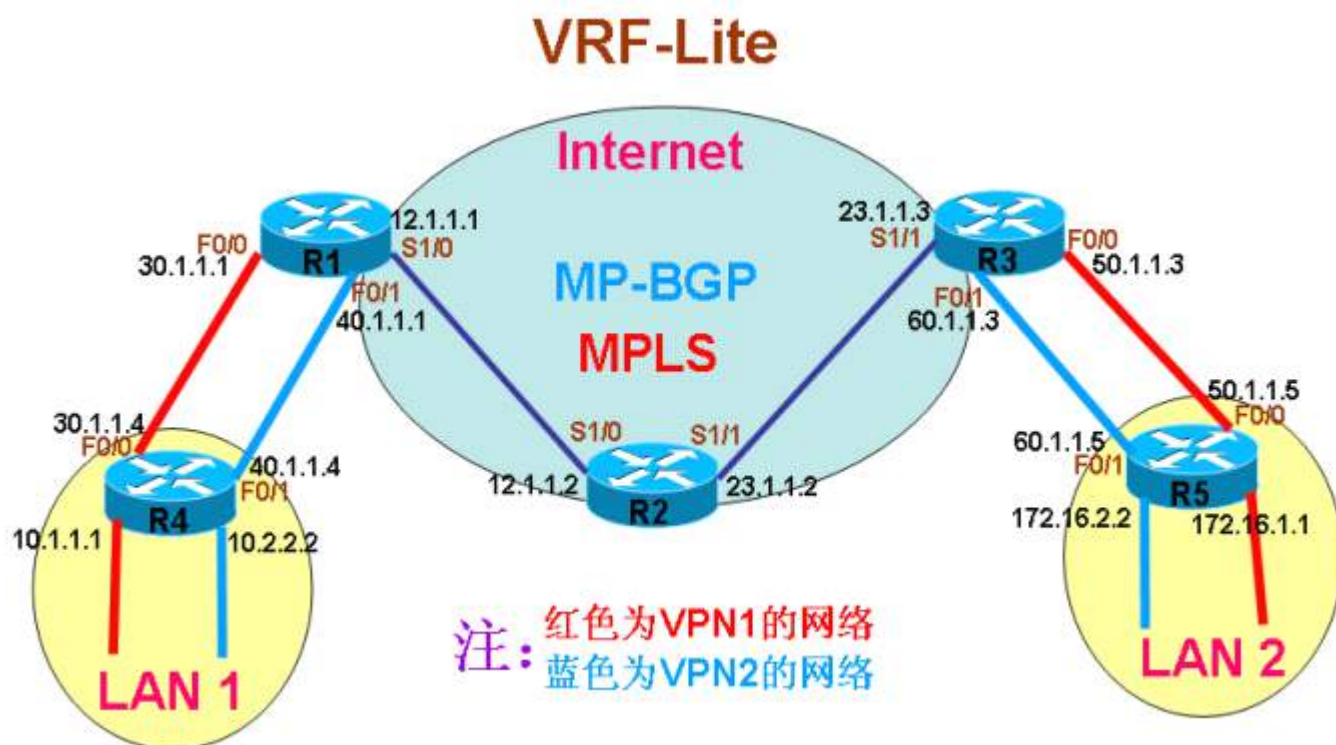 VRF-Lite
Internet
12.1.1.1
23.1.1.3
F0/0
S1/0
S1/1
F0/0
30.1.1.1
R1
R3
50.1.1.3
F0/1
MP-BGP
F0/1
40.1.1.1
60.1.1.3
MPLS
50.1.1.5
30.1.1.4
F0/0
F0/0
S1/0
S1/1
60.1.1.5
40.1.1.4
F0/1
F0/1
12.1.1.2
23.1.1.2
R4
R2
R5
172.16.2.2
172.16.1.1
10.1.1.1
10.2.2.2
注：
红色为VPN1的网络
蓝色为VPN2的网络
LAN 1
LAN 2